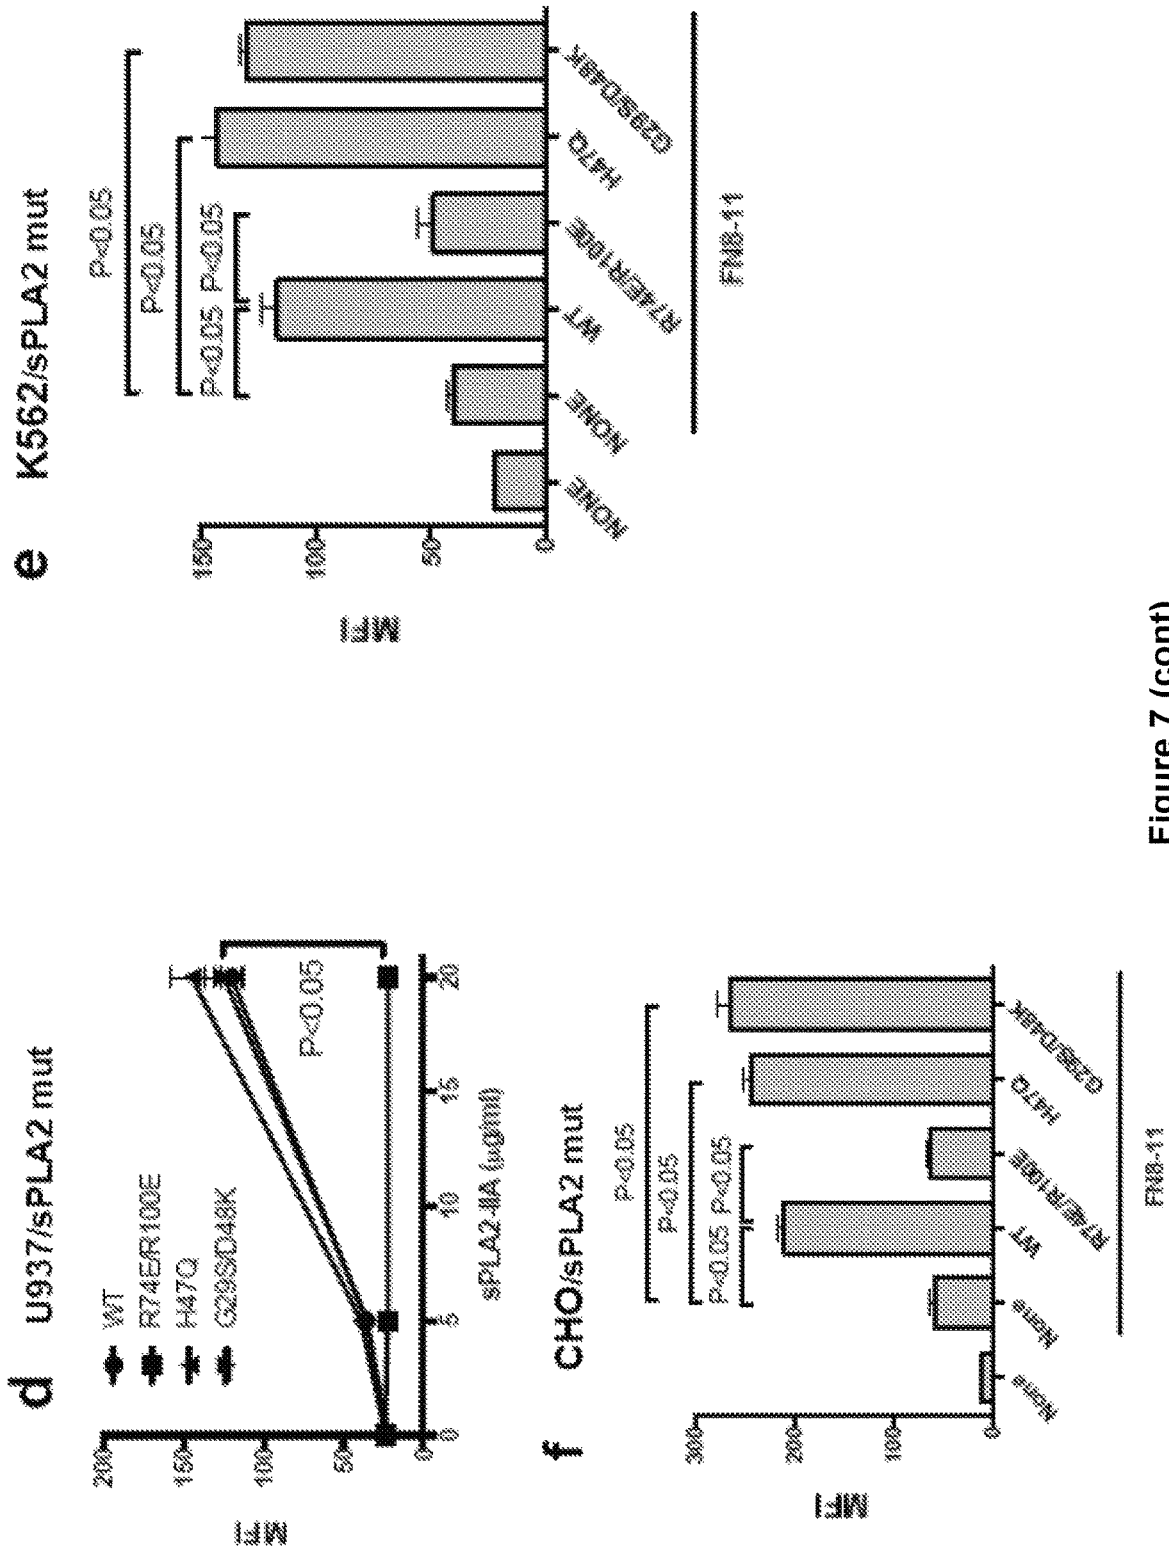 d U937/sPLA2 mut
WT
R74E/R100E
H47Q
G29S/D48K
MFI
200
150
100
50
0
P<0.05
0 5 10 15 20
sPLA2-IIA (μg/ml)
e K562/sPLA2 mut
P<0.05
P<0.05
P<0.05 P<0.05
MFI
150
100
50
0
NONE NONE WT R74E/R100E H47Q G29S/D48K
FN8-11
f CHO/sPLA2 mut
P<0.05
P<0.05
P<0.05 P<0.05
MFI
300
200
100
0
None None WT R74E/R100E H47Q G29S/D48K
FN8-11
Figure 7 (cont)